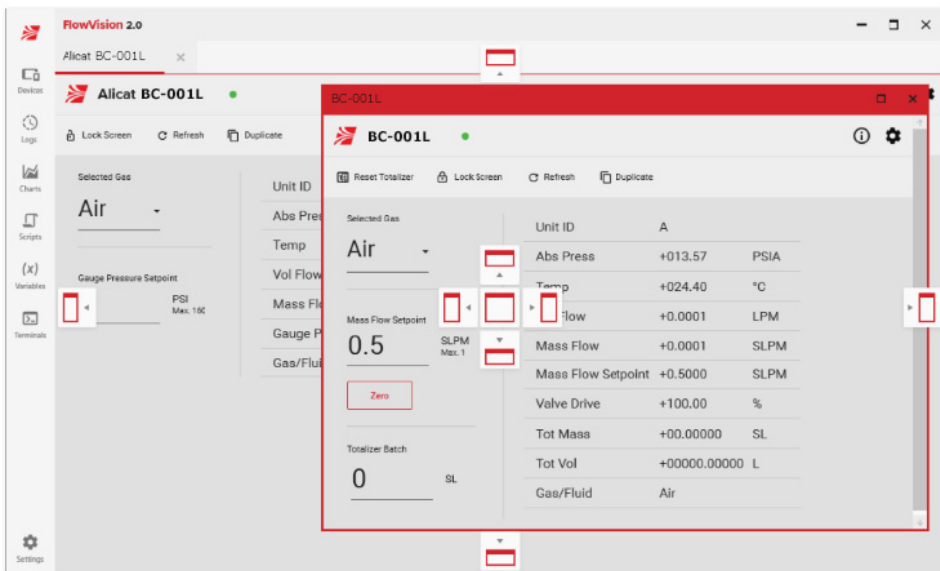 FlowVision 2.0
Alicat BC-001L
Devices
Logs
Charts
Scripts
(x)
Variables
Terminals
Settings
Alicat BC-001L
Lock Screen Refresh Duplicate
Selected Gas
Air
Gauge Pressure Setpoint
PSI
Max. 160
Unit ID
Abs Pre
Temp
Vol Flow
Mass Fl
Gauge P
Gas/Flui
BC-001L
BC-001L
Reset Totalizer Lock Screen Refresh Duplicate
Selected Gas
Air
Mass Flow Setpoint
0.5 SLPM
Max. 1
Zero
Totalizer Batch
0 SL
Unit ID A
Abs Press +013.57 PSIA
Temp +024.40 °C
Flow +0.0001 LPM
Mass Flow +0.0001 SLPM
Mass Flow Setpoint +0.5000 SLPM
Valve Drive +100.00 %
Tot Mass +00.00000 SL
Tot Vol +00000.00000 L
Gas/Fluid Air